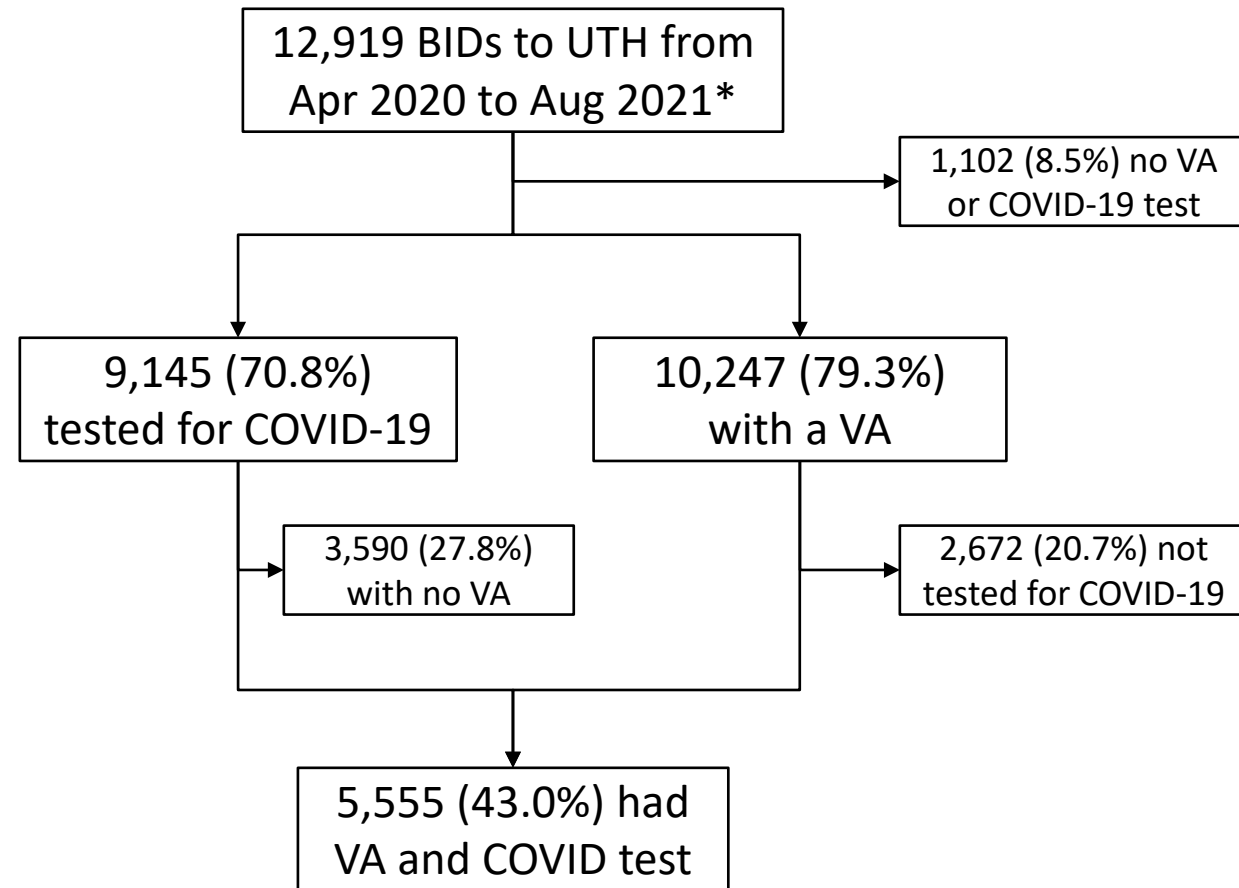 12,919 BIDs to UTH from
Apr 2020 to Aug 2021*
1,102 (8.5%) no VA
or COVID-19 test
9,145 (70.8%)
tested for COVID-19
10,247 (79.3%)
with a VA
3,590 (27.8%)
with no VA
2,672 (20.7%) not
tested for COVID-19
5,555 (43.0%) had
VA and COVID test